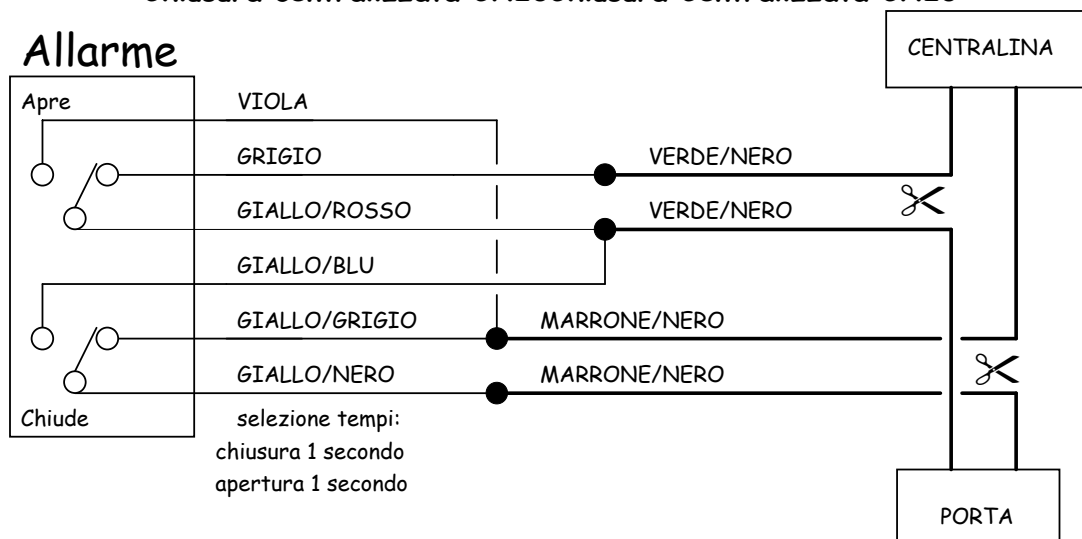 Allarme
CENTRALINA
Apre
VIOLA
GRIGIO
VERDE/NERO
GIALLO/ROSSO
VERDE/NERO
GIALLO/BLU
GIALLO/GRIGIO
MARRONE/NERO
GIALLO/NERO
MARRONE/NERO
Chiude
selezione tempi:
chiusura 1 secondo
apertura 1 secondo
PORTA